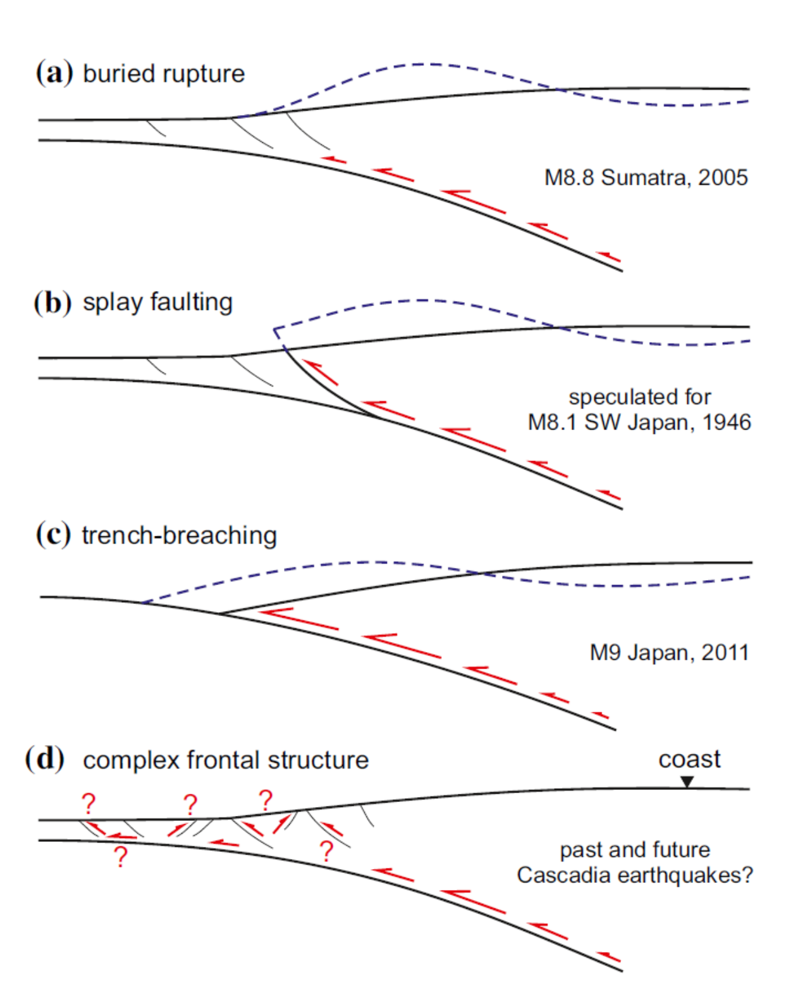 (a) buried rupture
M8.8 Sumatra, 2005
(b) splay faulting
speculated for
M8.1 SW Japan, 1946
(c) trench-breaching
M9 Japan, 2011
(d) complex frontal structure
coast
?
?
?
?
?
past and future
Cascadia earthquakes?